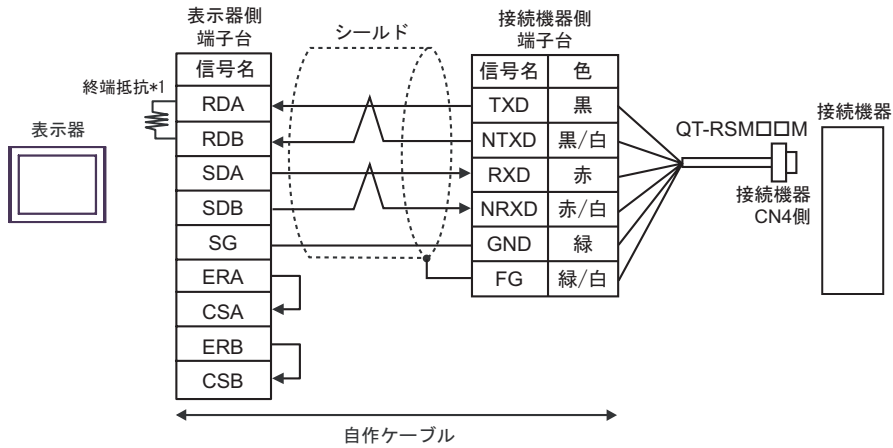 表示器側
端子台
シールド
接続機器側
端子台
信号名
信号名 色
終端抵抗*1
RDA
TXD 黒
接続機器
表示器
RDB
NTXD 黒/白
QT-RSM□□M
SDA
RXD 赤
SDB
NRXD 赤/白
接続機器
CN4側
SG
GND 緑
ERA
FG 緑/白
CSA
ERB
CSB
自作ケーブル